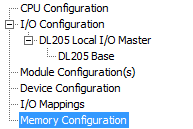 CPU Configuration
I/O Configuration
DL205 Local I/O Master
DL205 Base
Module Configuration(s)
Device Configuration
I/O Mappings
Memory Configuration